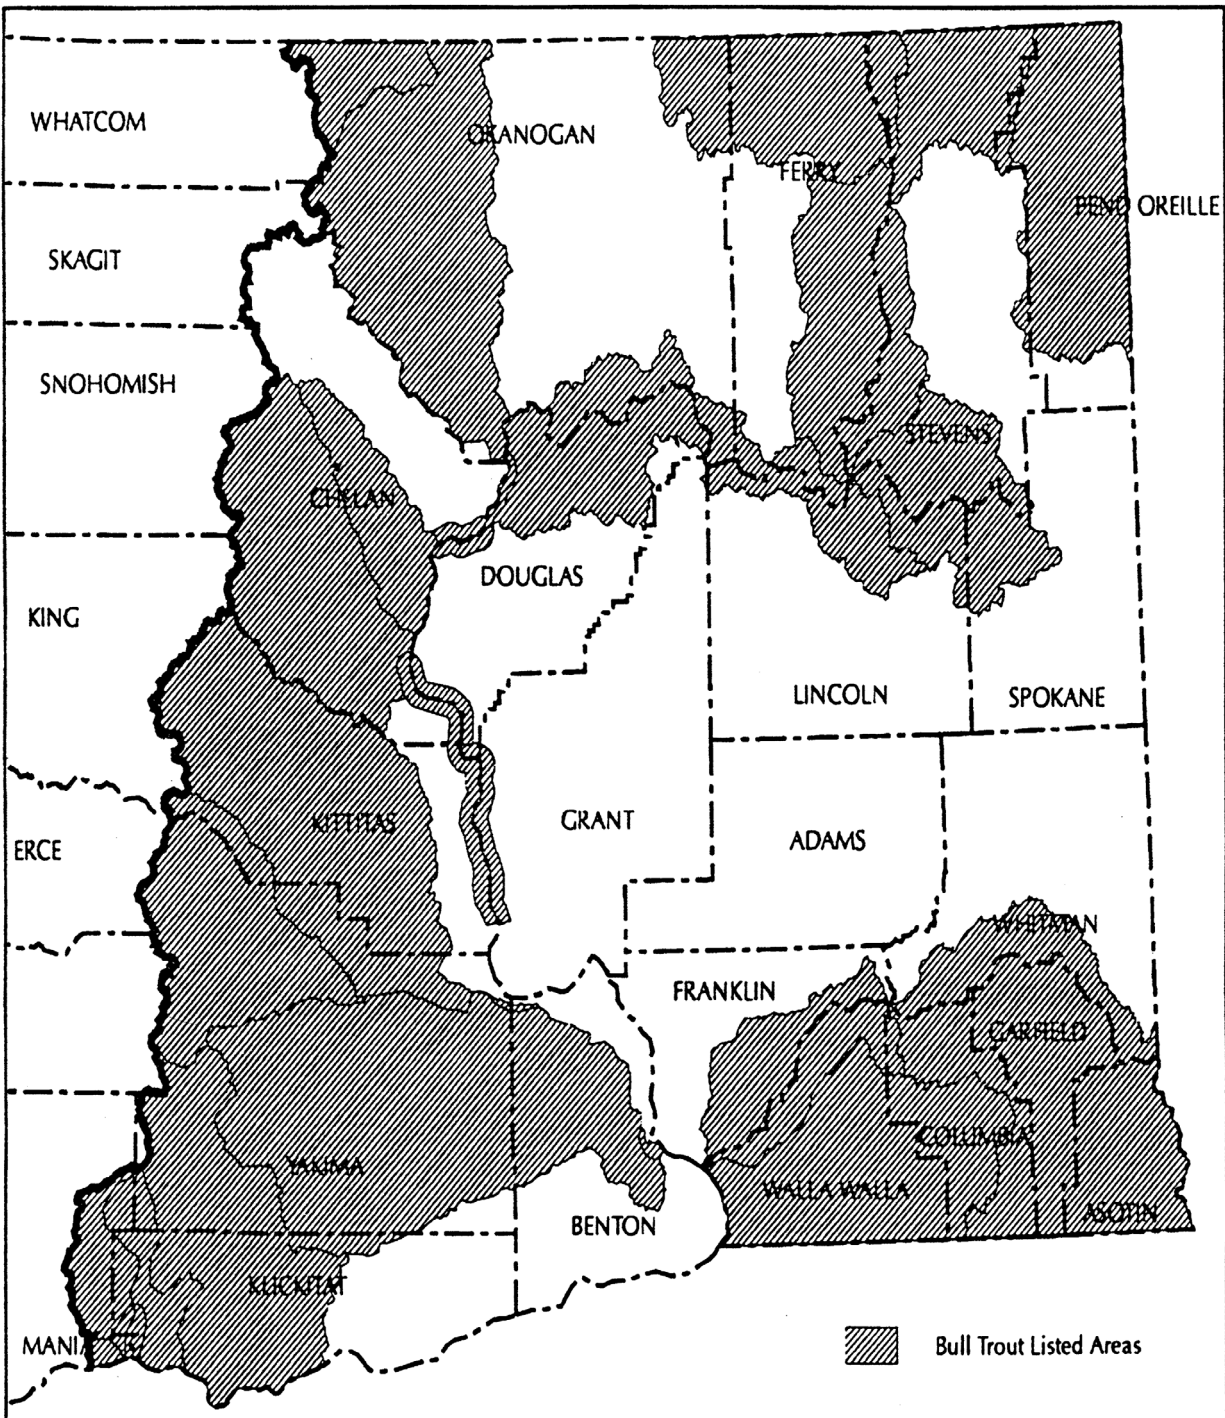 WHATCOM
OKANOGAN
FERRY
PEND OREILLE
SKAGIT
SNOHOMISH
STEVENS
CHELAN
DOUGLAS
KING
LINCOLN
SPOKANE
KITTITAS
GRANT
ADAMS
ERCE
WHITMAN
FRANKLIN
GARFIELD
COLUMBIA
YAKIMA
WALLA WALLA
ASOTIN
BENTON
KLICKITAT
MANIA
Bull Trout Listed Areas